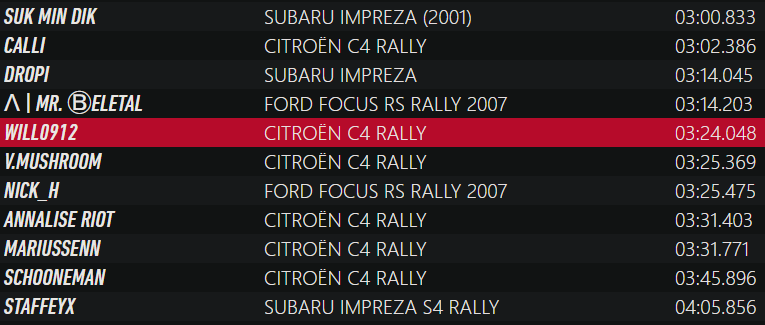 SUK MIN DIK SUBARU IMPREZA (2001) 03:00.833
CALLI CITROËN C4 RALLY 03:02.386
DROPI SUBARU IMPREZA 03:14.045
Λ | MR. ⒷELETAL FORD FOCUS RS RALLY 2007 03:14.203
WILL0912 CITROËN C4 RALLY 03:24.048
V.MUSHROOM CITROËN C4 RALLY 03:25.369
NICK_H FORD FOCUS RS RALLY 2007 03:25.475
ANNALISE RIOT CITROËN C4 RALLY 03:31.403
MARIUSSENN CITROËN C4 RALLY 03:31.771
SCHOONEMAN CITROËN C4 RALLY 03:45.896
STAFFEYX SUBARU IMPREZA S4 RALLY 04:05.856